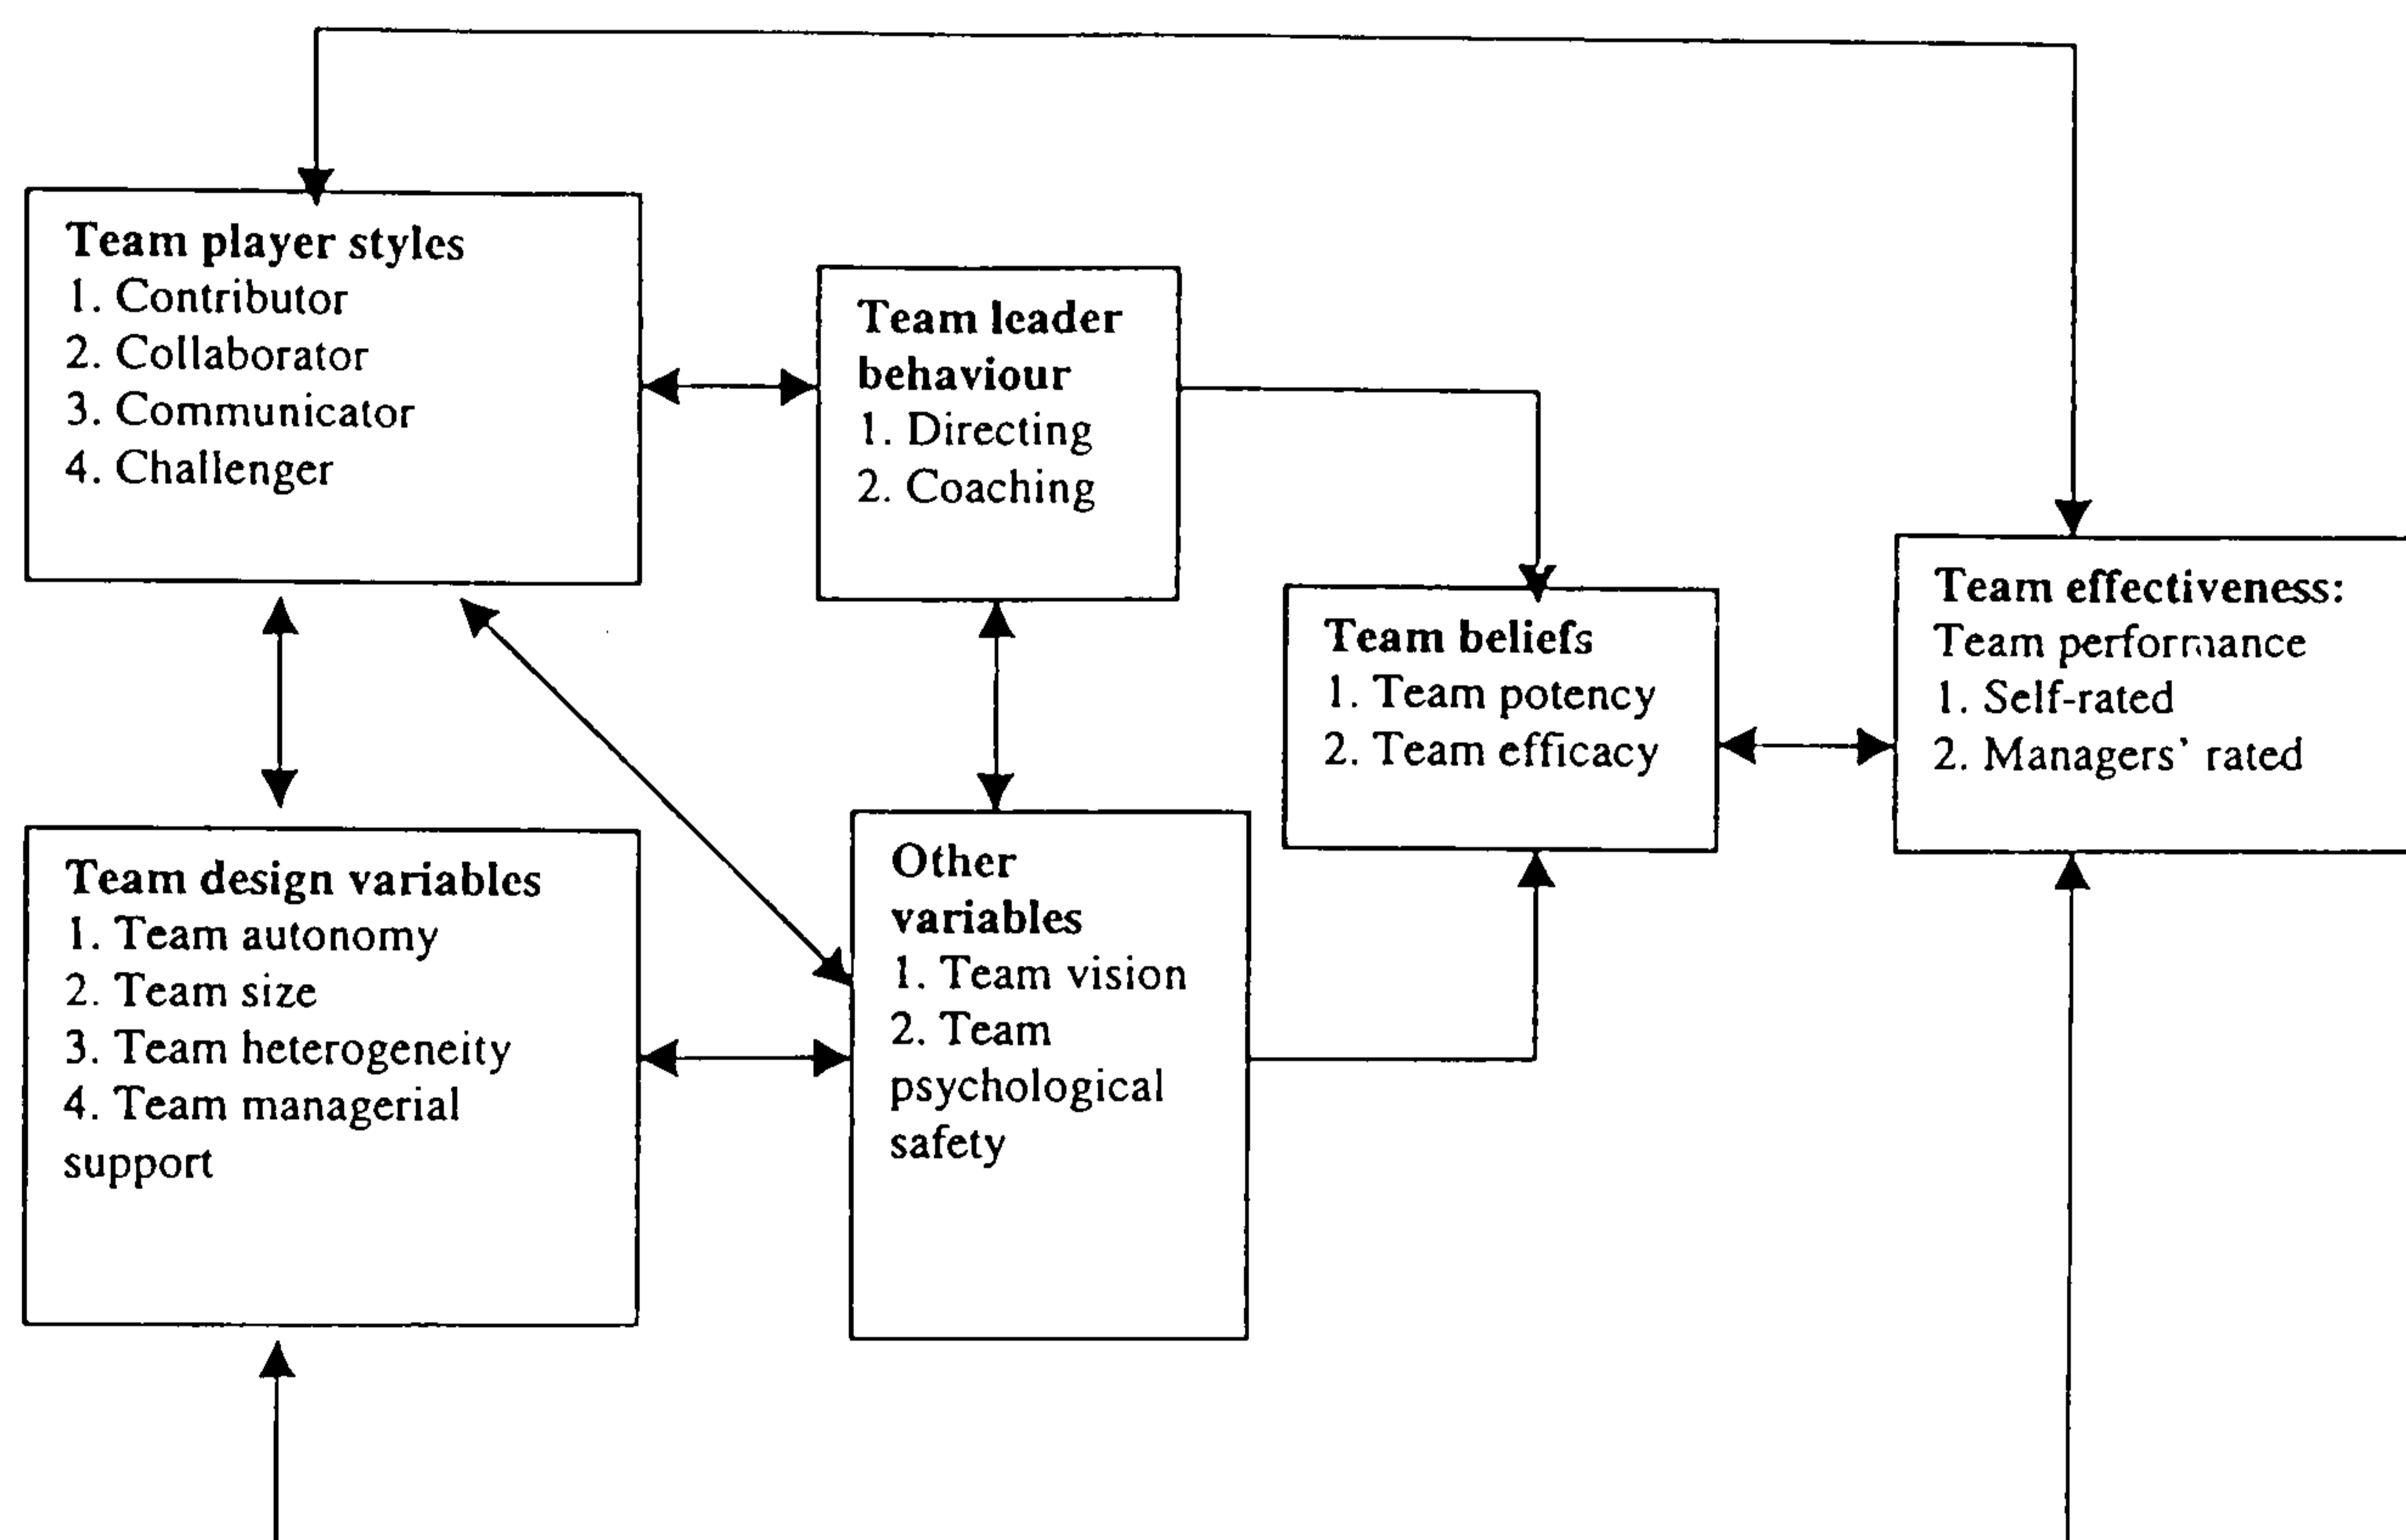 Team player styles
1. Contributor
2. Collaborator
3. Communicator
4. Challenger
Team leader
behaviour
1. Directing
2. Coaching
Team beliefs
1. Team potency
2. Team efficacy
Team effectiveness:
Team performance
1. Self-rated
2. Managers' rated
Team design variables
1. Team autonomy
2. Team size
3. Team heterogeneity
4. Team managerial
support
Other
variables
1. Team vision
2. Team
psychological
safety